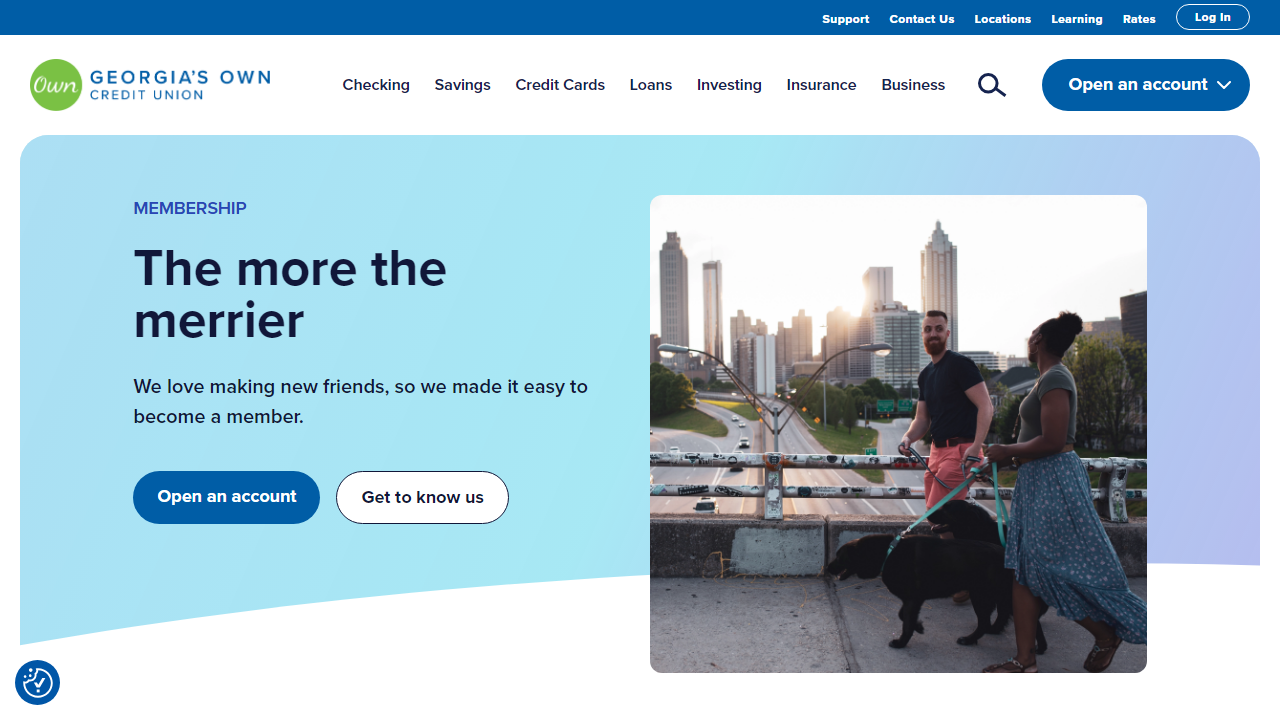 Support Contact Us Locations Learning Rates Log In
Own GEORGIA'S OWN
CREDIT UNION
Checking Savings Credit Cards Loans Investing Insurance Business Open an account
MEMBERSHIP
The more the
merrier
We love making new friends, so we made it easy to
become a member.
Open an account Get to know us